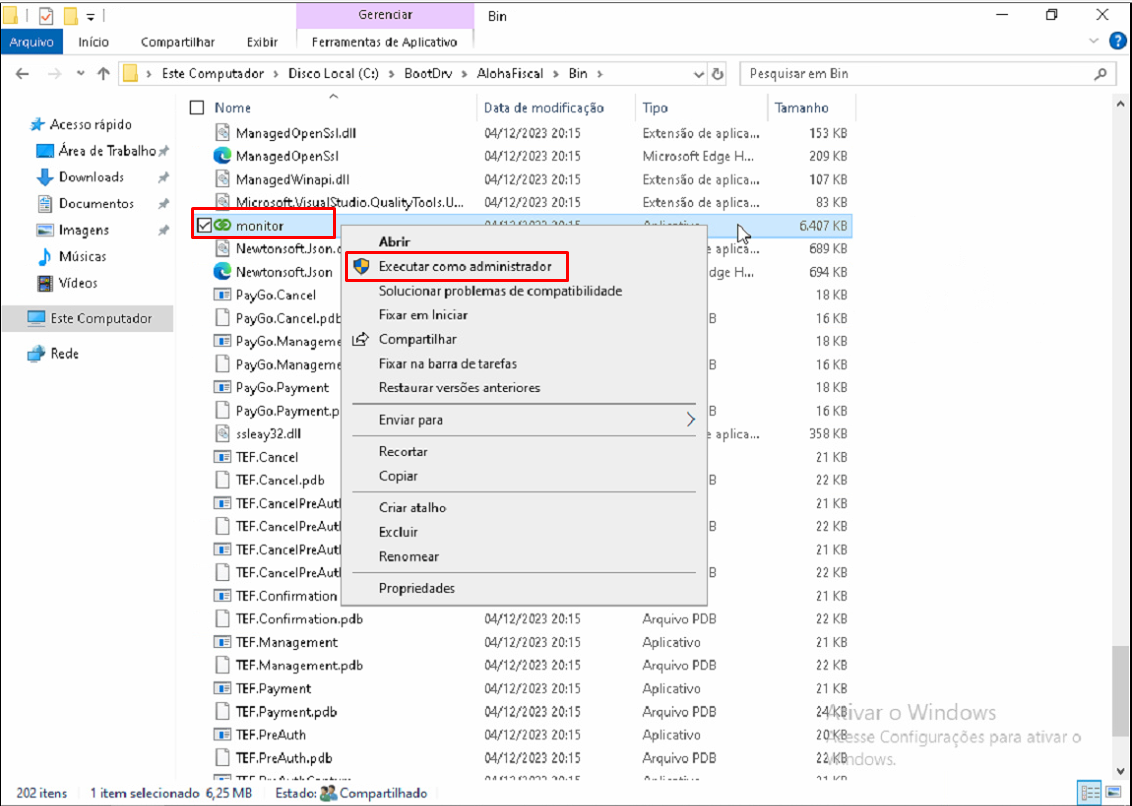 Gerenciar Bin
Arquivo Início Compartilhar Exibir Ferramentas de Aplicativo
Este Computador > Disco Local (C:) > BootDrv > AlohaFiscal > Bin > Pesquisar em Bin
Nome Data de modificação Tipo Tamanho
Acesso rápido
Área de Trabalho
Downloads
Documentos
Imagens
Músicas
Vídeos
Este Computador
Rede
ManagedOpenSsl.dll 04/12/2023 20:15 Extensão de aplica... 153 KB
ManagedOpenSsl 04/12/2023 20:15 Microsoft Edge H... 209 KB
ManagedWinapi.dll 04/12/2023 20:15 Extensão de aplica... 107 KB
Microsoft.VisualStudio.QualityTools.U... 04/12/2023 20:15 Extensão de aplica... 83 KB
monitor 04/12/2023 20:15 Aplicativo 6.407 KB
Newtonsoft.Json. 689 KB
Newtonsoft.Json dge H... 694 KB
PayGo.Cancel 18 KB
PayGo.Cancel.pdb B 16 KB
PayGo.Manageme 18 KB
PayGo.Manageme B 16 KB
PayGo.Payment 18 KB
PayGo.Payment.p B 16 KB
ssleay32.dll e aplica... 358 KB
TEF.Cancel 21 KB
TEF.Cancel.pdb B 22 KB
TEF.CancelPreAut 21 KB
TEF.CancelPreAut B 22 KB
TEF.CancelPreAut 21 KB
TEF.CancelPreAut B 22 KB
TEF.Confirmation 21 KB
TEF.Confirmation.pdb 04/12/2023 20:15 Arquivo PDB 22 KB
TEF.Management 04/12/2023 20:15 Aplicativo 21 KB
TEF.Management.pdb 04/12/2023 20:15 Arquivo PDB 22 KB
TEF.Payment 04/12/2023 20:15 Aplicativo 21 KB
TEF.Payment.pdb 04/12/2023 20:15 Arquivo PDB 24 KB
TEF.PreAuth 04/12/2023 20:15 Aplicativo 20 KB
TEF.PreAuth.pdb 04/12/2023 20:15 Arquivo PDB 22 KB
Abrir
Executar como administrador
Solucionar problemas de compatibilidade
Fixar em Iniciar
Compartilhar
Fixar na barra de tarefas
Restaurar versões anteriores
Enviar para
Recortar
Copiar
Criar atalho
Excluir
Renomear
Propriedades
Ativar o Windows
Acesse Configurações para ativar o
Windows.
202 itens 1 item selecionado 6,25 MB Estado: Compartilhado